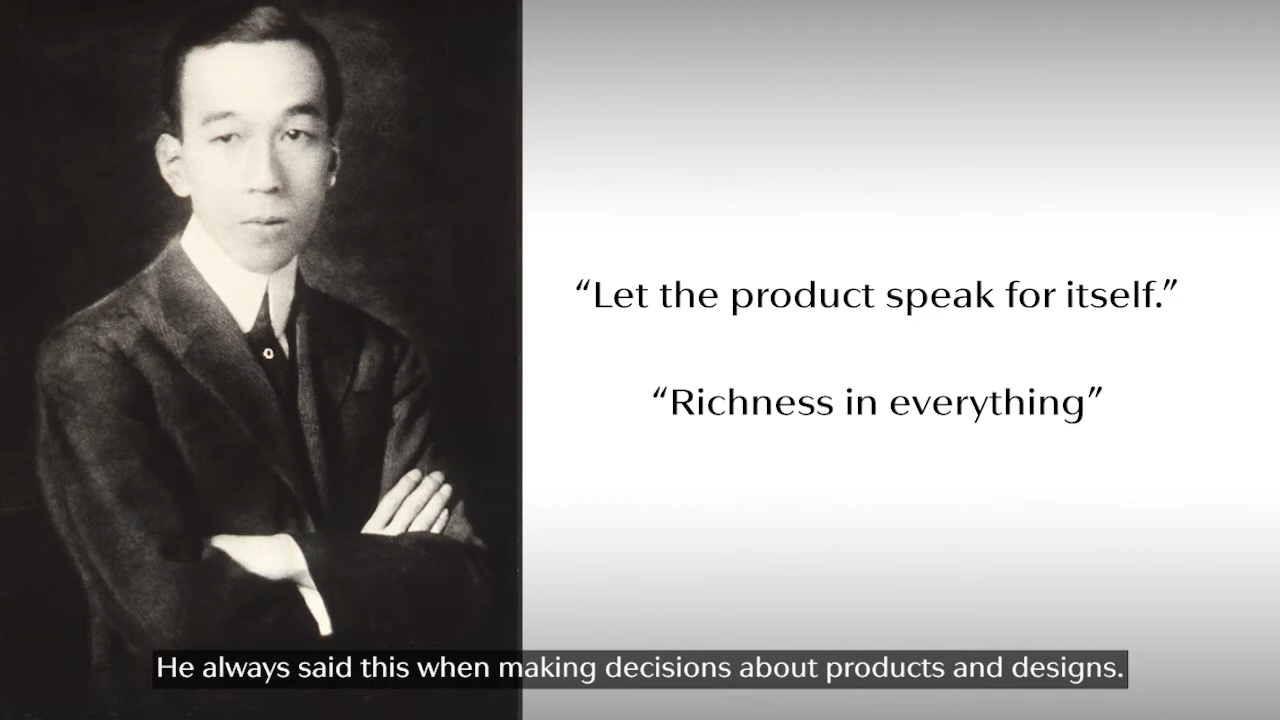 “Let the product speak for itself.”
“Richness in everything”
He always said this when making decisions about products and designs.